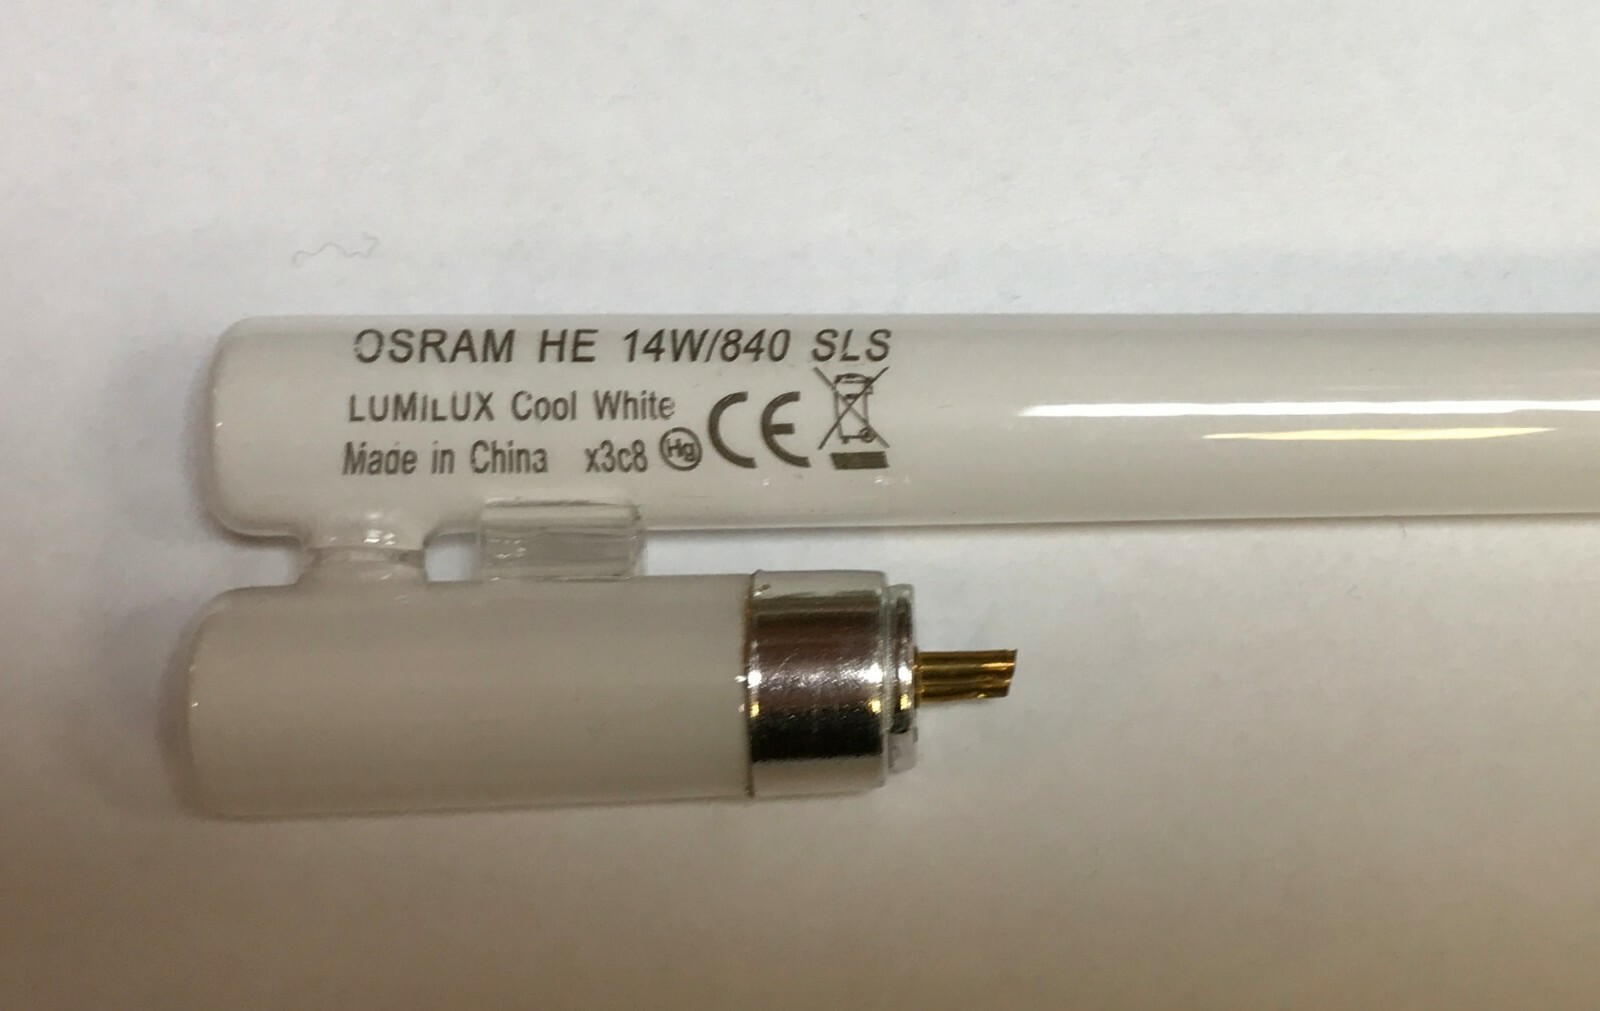 OSRAM HE 14W/840 SLS
LUMILUX Cool White
Made in China x3c8 Hg CE